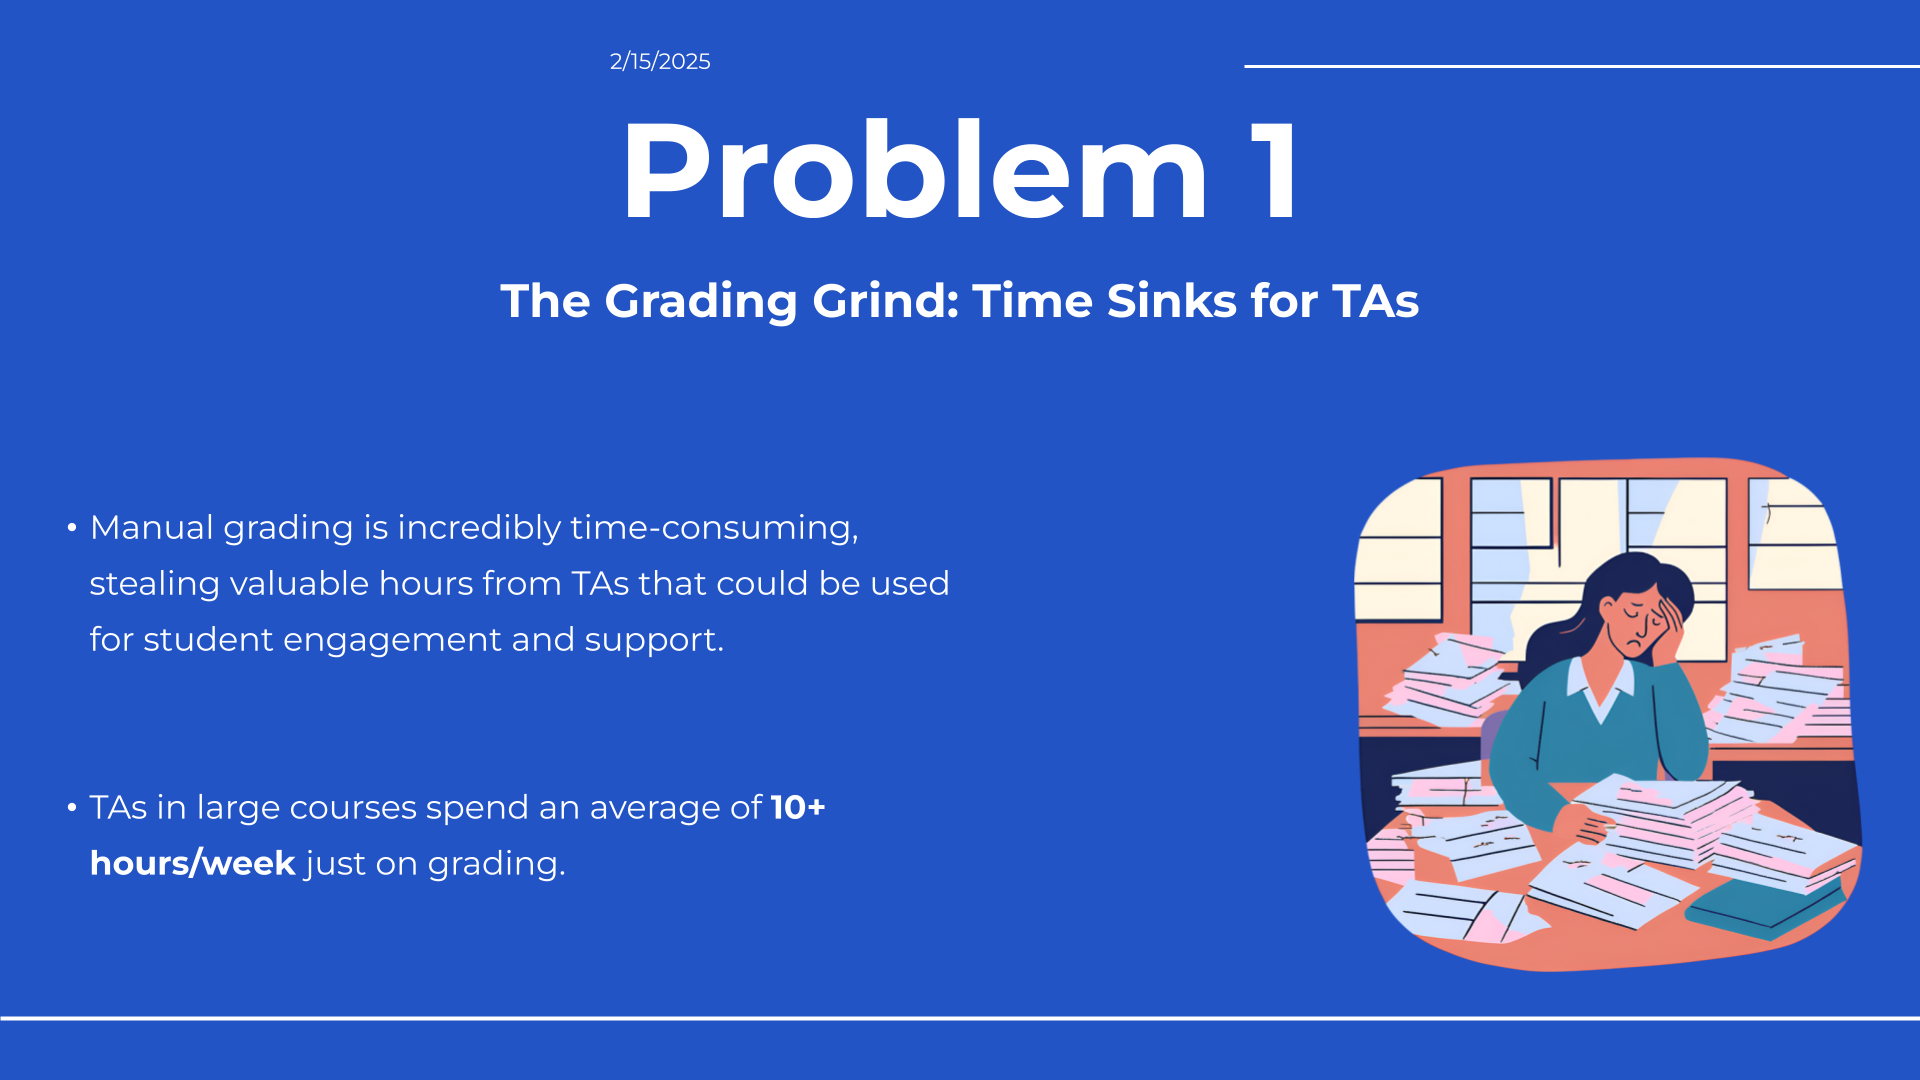 2/15/2025
Problem 1
The Grading Grind: Time Sinks for TAs
• Manual grading is incredibly time-consuming,
stealing valuable hours from TAs that could be used
for student engagement and support.
• TAs in large courses spend an average of 10+
hours/week just on grading.